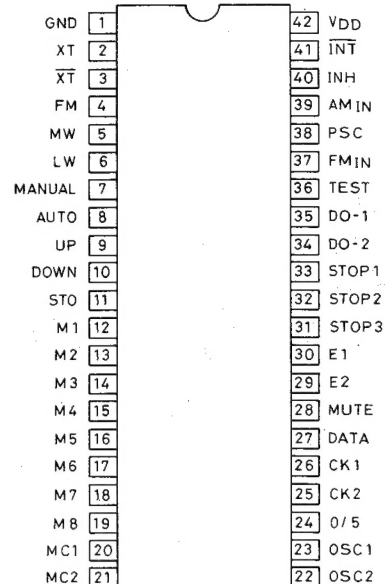 GND 1 42 VDD
XT 2 41 INT
XT 3 40 INH
FM 4 39 AMIN
MW 5 38 PSC
LW 6 37 FMIN
MANUAL 7 36 TEST
AUTO 8 35 DO-1
UP 9 34 DO-2
DOWN 10 33 STOP1
STO 11 32 STOP2
M1 12 31 STOP3
M2 13 30 E1
M3 14 29 E2
M4 15 28 MUTE
M5 16 27 DATA
M6 17 26 CK1
M7 18 25 CK2
M8 19 24 0/5
MC1 20 23 OSC1
MC2 21 22 OSC2